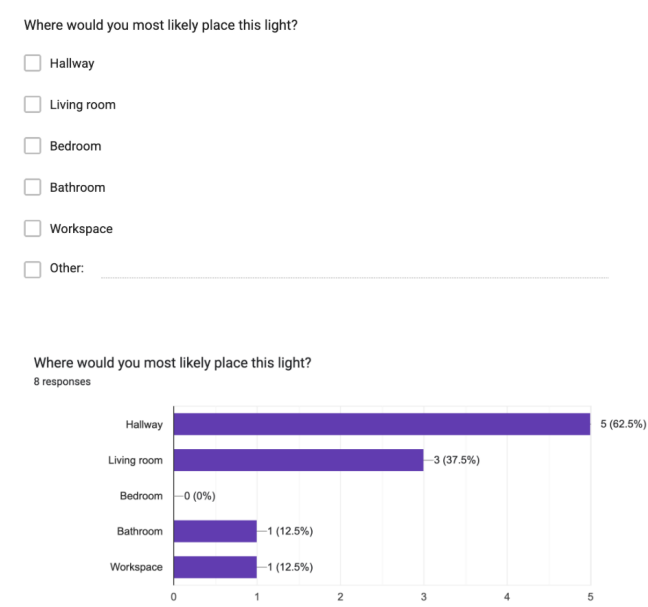 Where would you most likely place this light?
Hallway
Living room
Bedroom
Bathroom
Workspace
Other:
Where would you most likely place this light?
8 responses
Hallway 5 (62.5%)
Living room 3 (37.5%)
Bedroom 0 (0%)
Bathroom 1 (12.5%)
Workspace 1 (12.5%)
0 1 2 3 4 5